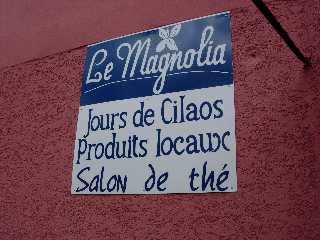 Le Magnolia
Jours de Cilaos
Produits locaux
Salon de thé.